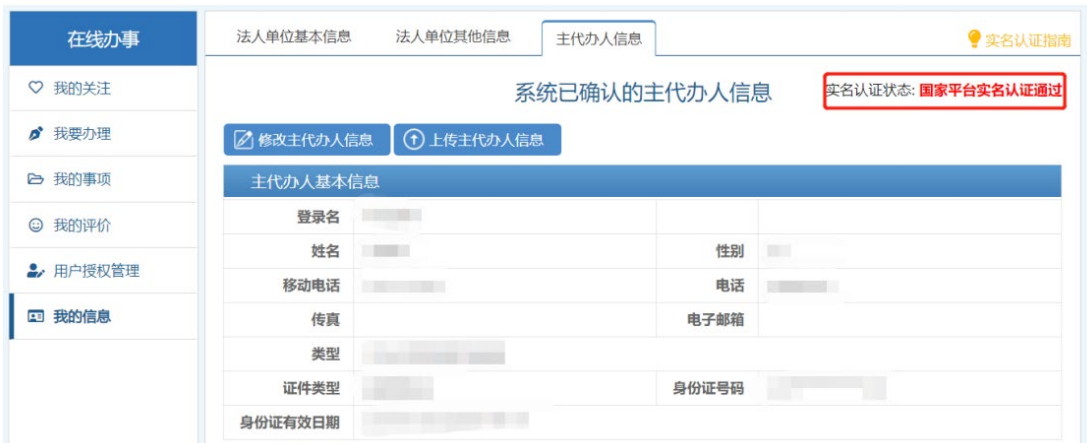 在线办事
我的关注
我要办理
我的事项
我的评价
用户授权管理
我的信息
法人单位基本信息 法人单位其他信息 主代办人信息
实名认证指南
系统已确认的主代办人信息
实名认证状态: 国家平台实名认证通过
修改主代办人信息 上传主代办人信息
主代办人基本信息
登录名
姓名 性别
移动电话 电话
传真 电子邮箱
类型
证件类型 身份证号码
身份证有效日期